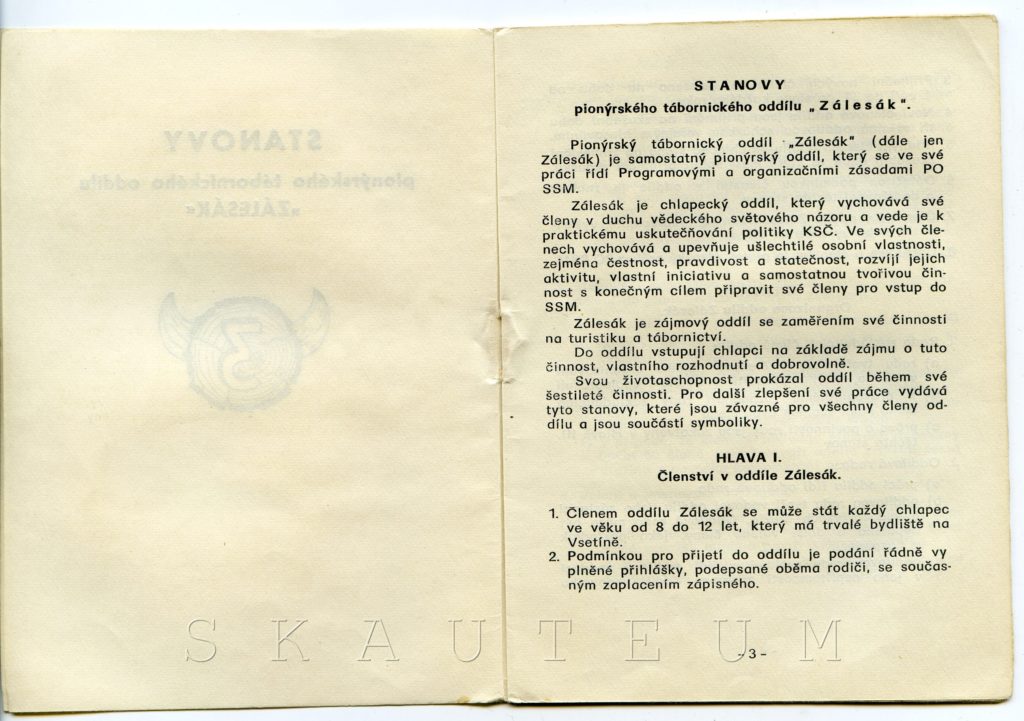 STANOVY
pionýrského tábornického oddílu
„ZÁLESÁK"
STANOVY
pionýrského tábornického oddílu „Zálesák".
Pionýrský tábornický oddíl „Zálesák" (dále jen
Zálesák) je samostatný pionýrský oddíl, který se ve své
práci řídí Programovými a organizačními zásadami PO
SSM.
Zálesák je chlapecký oddíl, který vychovává své
členy v duchu vědeckého světového názoru a vede je k
praktickému uskutečňování politiky KSČ. Ve svých čle-
nech vychovává a upevňuje ušlechtilé osobní vlastnosti,
zejména čestnost, pravdivost a statečnost, rozvíjí jejich
aktivitu, vlastní iniciativu a samostatnou tvořivou čin-
nost s konečným cílem připravit své členy pro vstup do
SSM.
Zálesák je zájmový oddíl se zaměřením své činnosti
na turistiku a tábornictví.
Do oddílu vstupují chlapci na základě zájmu o tuto
činnost, vlastního rozhodnutí a dobrovolně.
Svou životaschopnost prokázal oddíl během své
šestileté činnosti. Pro další zlepšení své práce vydává
tyto stanovy, které jsou závazné pro všechny členy od-
dílu a jsou součástí symboliky.
HLAVA I.
Členství v oddíle Zálesák.
1. Členem oddílu Zálesák se může stát každý chlapec
ve věku od 8 do 12 let, který má trvalé bydliště na
Vsetíně.
2. Podmínkou pro přijetí do oddílu je podání řádně vy
plněné přihlášky, podepsané oběma rodiči, se součas-
ným zaplacením zápisného.
SKAUTEUM
- 3 -